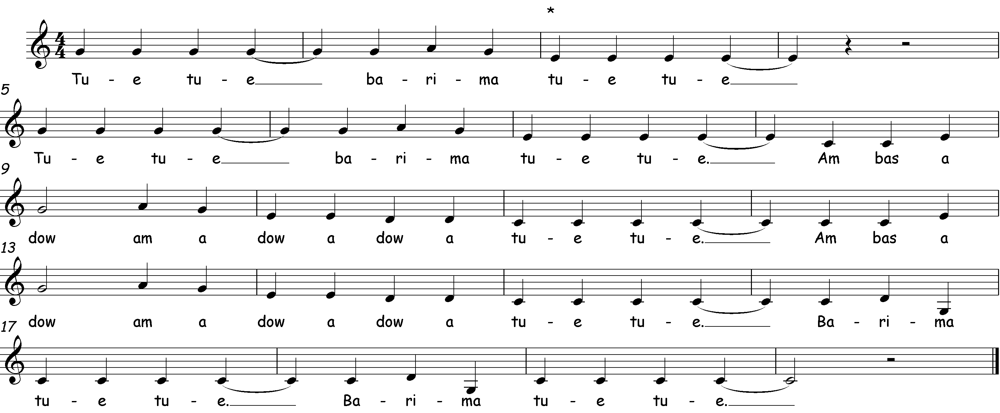 *
4
4
Tu - e tu - e ba - ri - ma tu - e tu - e
5
Tu - e tu - e ba - ri - ma tu - e tu - e. Am bas a
9
dow am a dow a dow a tu - e tu - e. Am bas a
13
dow am a dow a dow a tu - e tu - e. Ba - ri - ma
17
tu - e tu - e. Ba - ri - ma tu - e tu - e.